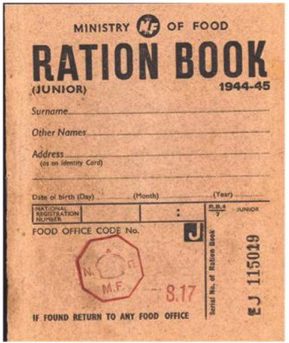 MINISTRY MF OF FOOD
RATION BOOK
(JUNIOR) 1944-45
Surname
Other Names
Address
(as on Identity Card)
Date of birth (Day) (Month) (Year)
NATIONAL
REGISTRATION
NUMBER :
R.B.4 JUNIOR
7
FOOD OFFICE CODE No. J
M.F.
8.17
IF FOUND RETURN TO ANY FOOD OFFICE
Serial No. of Ration Book
EJ 115019